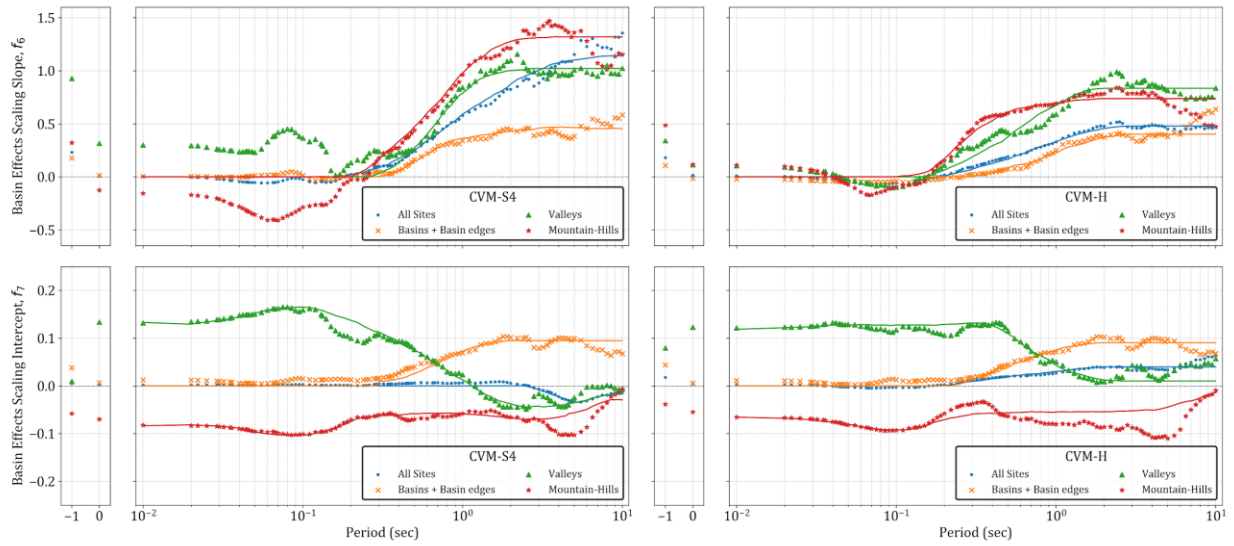 Basin Effects Scaling Slope, f6
1.5
1.0
0.5
0.0
−0.5
CVM-S4
All Sites
Valleys
Basins + Basin edges
Mountain-Hills
CVM-H
All Sites
Valleys
Basins + Basin edges
Mountain-Hills
Basin Effects Scaling Intercept, f7
0.2
0.1
0.0
−0.1
−0.2
CVM-S4
All Sites
Valleys
Basins + Basin edges
Mountain-Hills
CVM-H
All Sites
Valleys
Basins + Basin edges
Mountain-Hills
−1 0 10−2 10−1 100 101 −1 0 10−2 10−1 100 101
Period (sec) Period (sec)